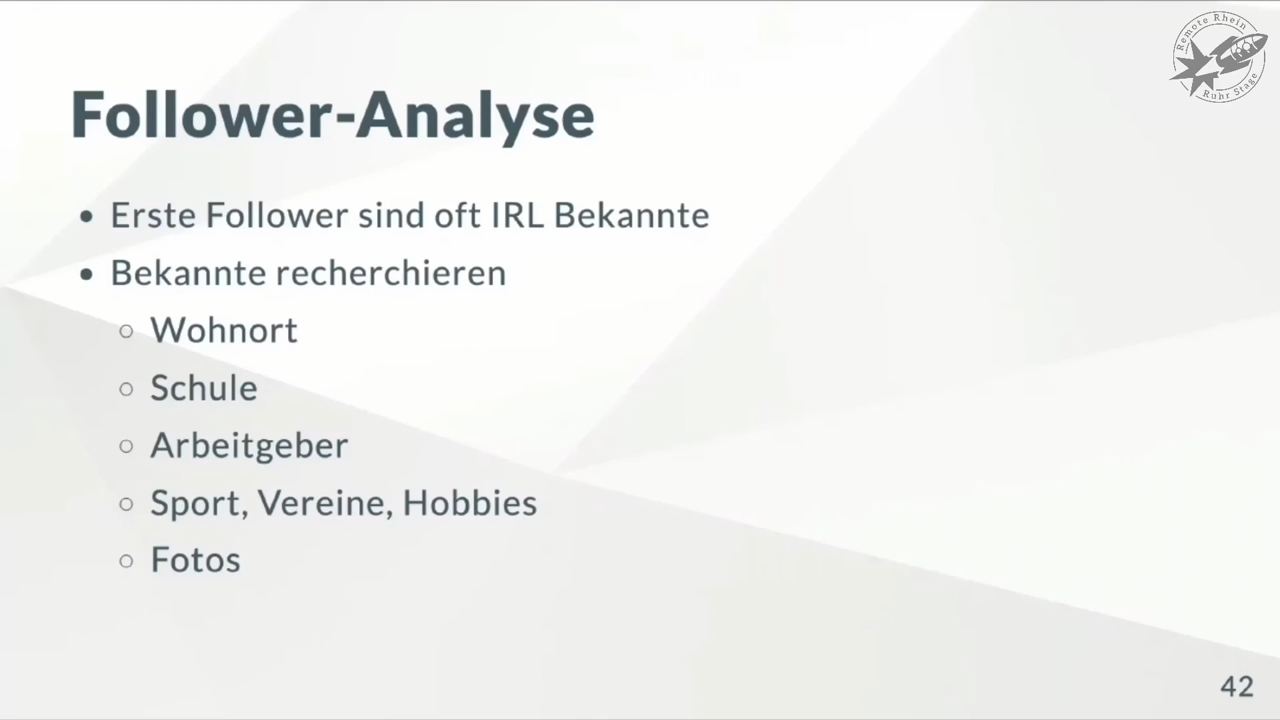 Remote Rhein
Ruhr Stage
Follower-Analyse
• Erste Follower sind oft IRL Bekannte
• Bekannte recherchieren
○ Wohnort
○ Schule
○ Arbeitgeber
○ Sport, Vereine, Hobbies
○ Fotos
42